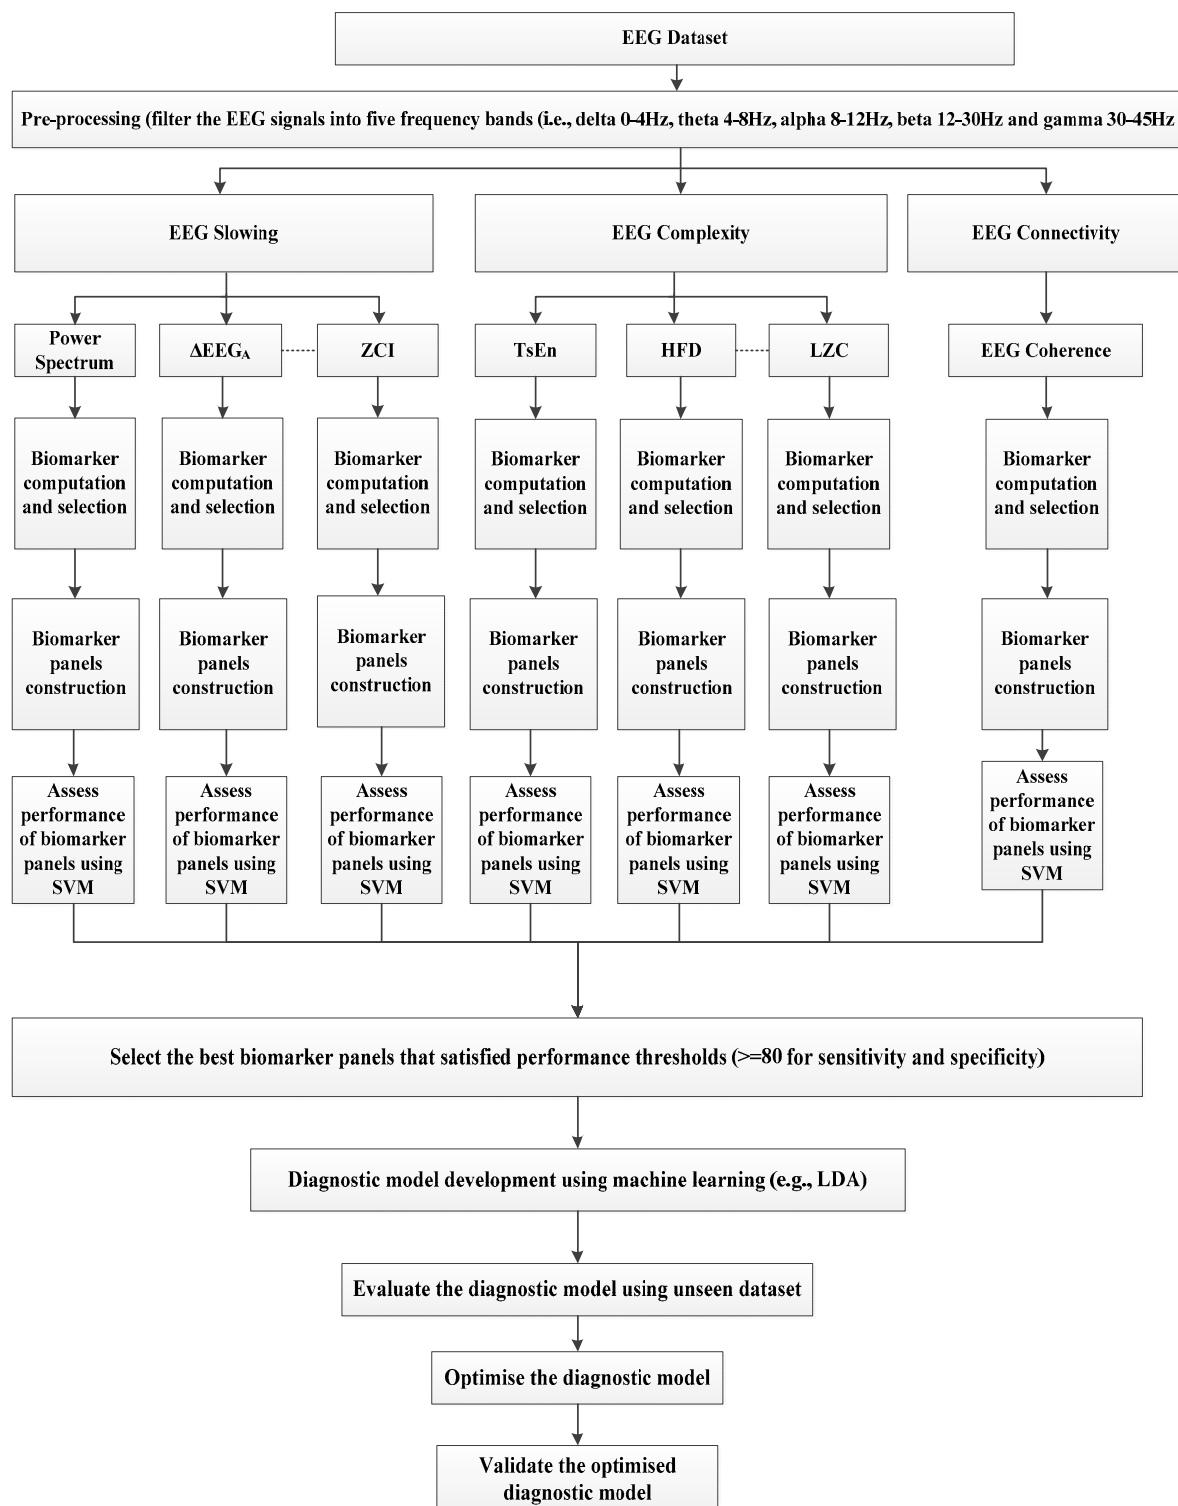 EEG Dataset
Pre-processing (filter the EEG signals into five frequency bands (i.e., delta 0-4Hz, theta 4-8Hz, alpha 8-12Hz, beta 12-30Hz and gamma 30-45Hz
EEG Slowing
EEG Complexity
EEG Connectivity
Power
Spectrum
ΔEEG_A
ZCI
TsEn
HFD
LZC
EEG Coherence
Biomarker
computation
and selection
Biomarker
computation
and selection
Biomarker
computation
and selection
Biomarker
computation
and selection
Biomarker
computation
and selection
Biomarker
computation
and selection
Biomarker
computation
and selection
Biomarker
panels
construction
Biomarker
panels
construction
Biomarker
panels
construction
Biomarker
panels
construction
Biomarker
panels
construction
Biomarker
panels
construction
Biomarker
panels
construction
Assess
performance
of biomarker
panels using
SVM
Assess
performance
of biomarker
panels using
SVM
Assess
performance
of biomarker
panels using
SVM
Assess
performance
of biomarker
panels using
SVM
Assess
performance
of biomarker
panels using
SVM
Assess
performance
of biomarker
panels using
SVM
Assess
performance
of biomarker
panels using
SVM
Select the best biomarker panels that satisfied performance thresholds (>=80 for sensitivity and specificity)
Diagnostic model development using machine learning (e.g., LDA)
Evaluate the diagnostic model using unseen dataset
Optimise the diagnostic model
Validate the optimised
diagnostic model